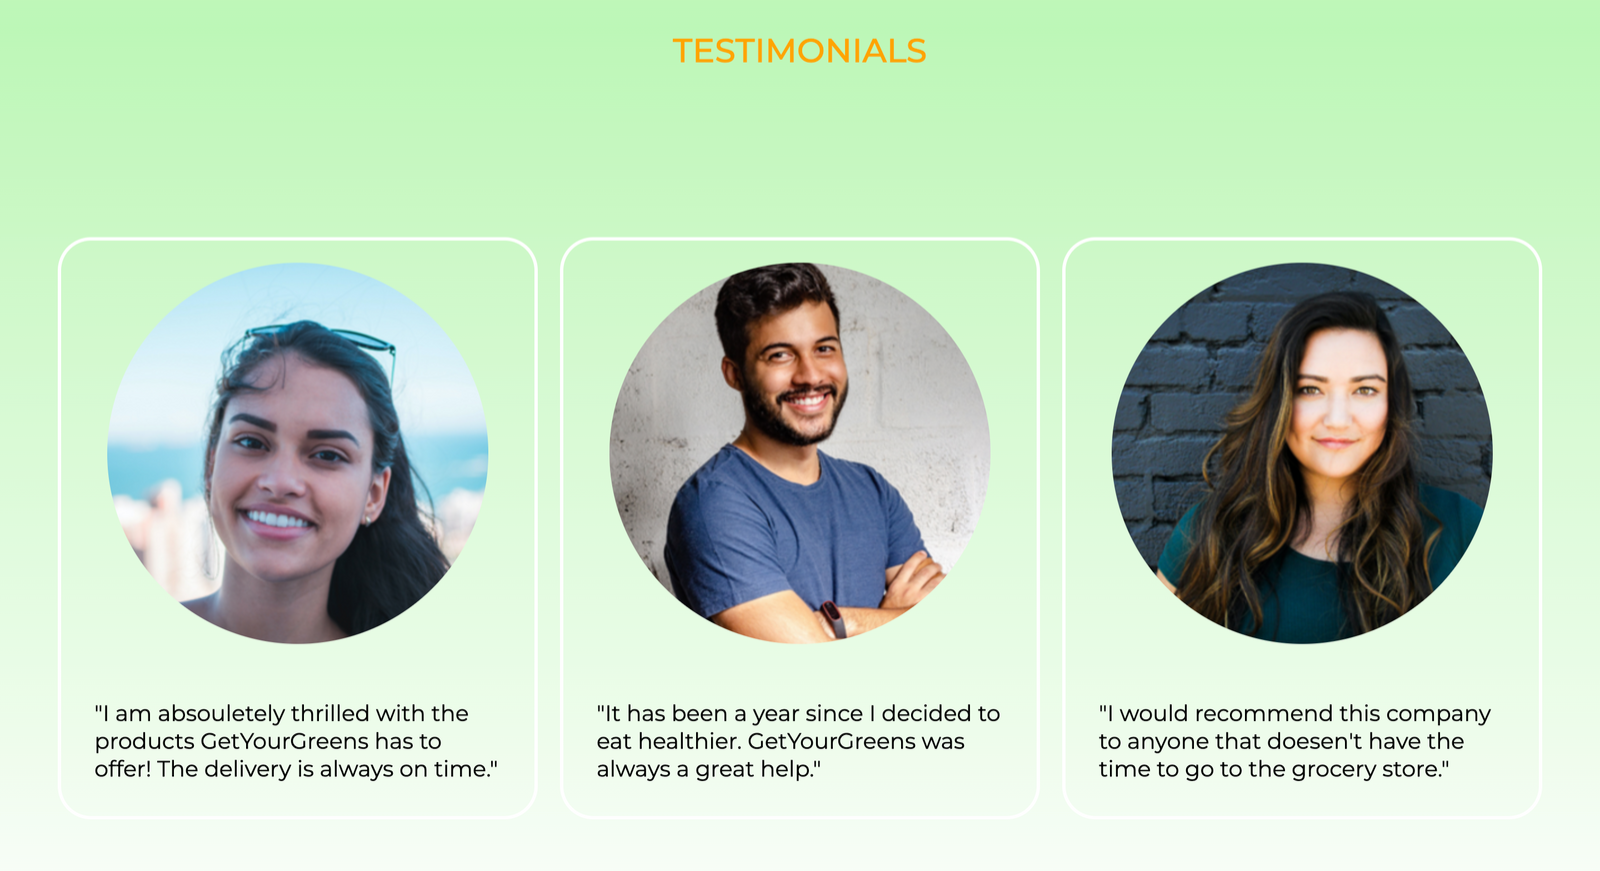 TESTIMONIALS
"I am absouletely thrilled with the
products GetYourGreens has to
offer! The delivery is always on time."
"It has been a year since I decided to
eat healthier. GetYourGreens was
always a great help."
"I would recommend this company
to anyone that doesen't have the
time to go to the grocery store."